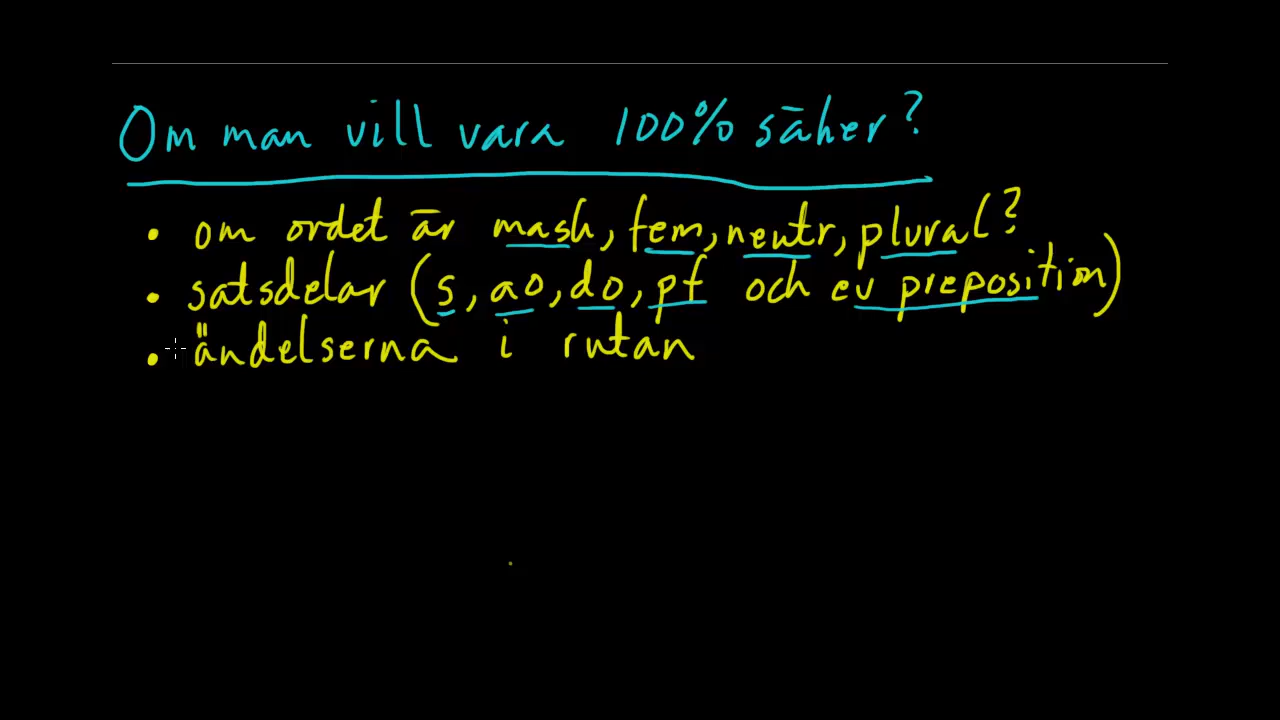 Om man vill vara 100% säker?
• om ordet är mask, fem, neutr, plural?
• satsdelar (s, ao, do, pf och ev preposition)
• ändelserna i rutan